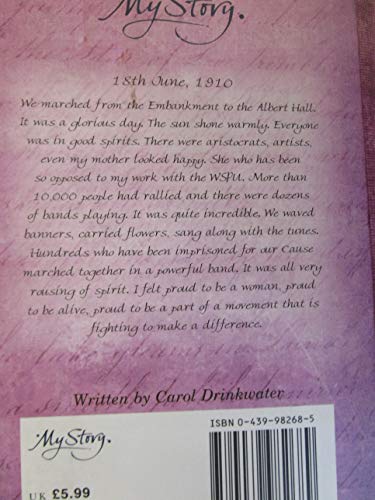 My Story.
18th June, 1910
We marched from the Embankment to the Albert Hall.
It was a glorious day. The sun shone warmly. Everyone
was in good spirits. There were aristocrats, artists,
even my mother looked happy. She who has been
so opposed to my work with the WSPU. More than
10,000 people had rallied and there were dozens
of bands playing. It was quite incredible. We waved
banners, carried flowers, sang along with the tunes.
Hundreds who have been imprisoned for our Cause
marched together in a powerful band. It was all very
rousing of spirit. I felt proud to be a woman, proud
to be alive, proud to be a part of a movement that is
fighting to make a difference.
Written by Carol Drinkwater
ISBN 0-439-98268-5
My Story.
UK £5.99